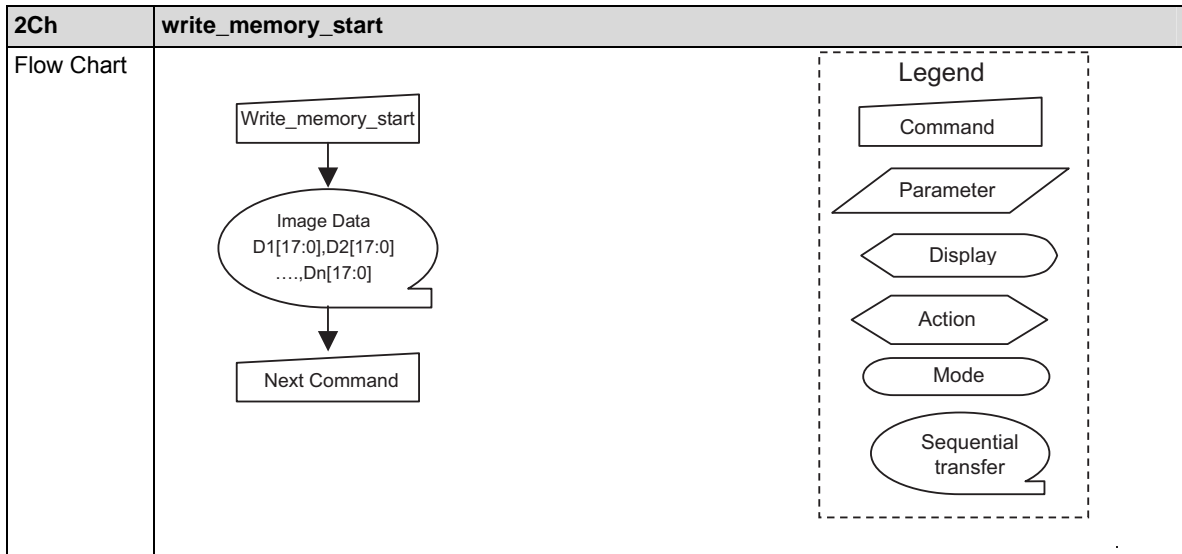 2Ch write_memory_start
Flow Chart
Write_memory_start
Image Data
D1[17:0],D2[17:0]
….,Dn[17:0]
Next Command
Legend
Command
Parameter
Display
Action
Mode
Sequential
transfer